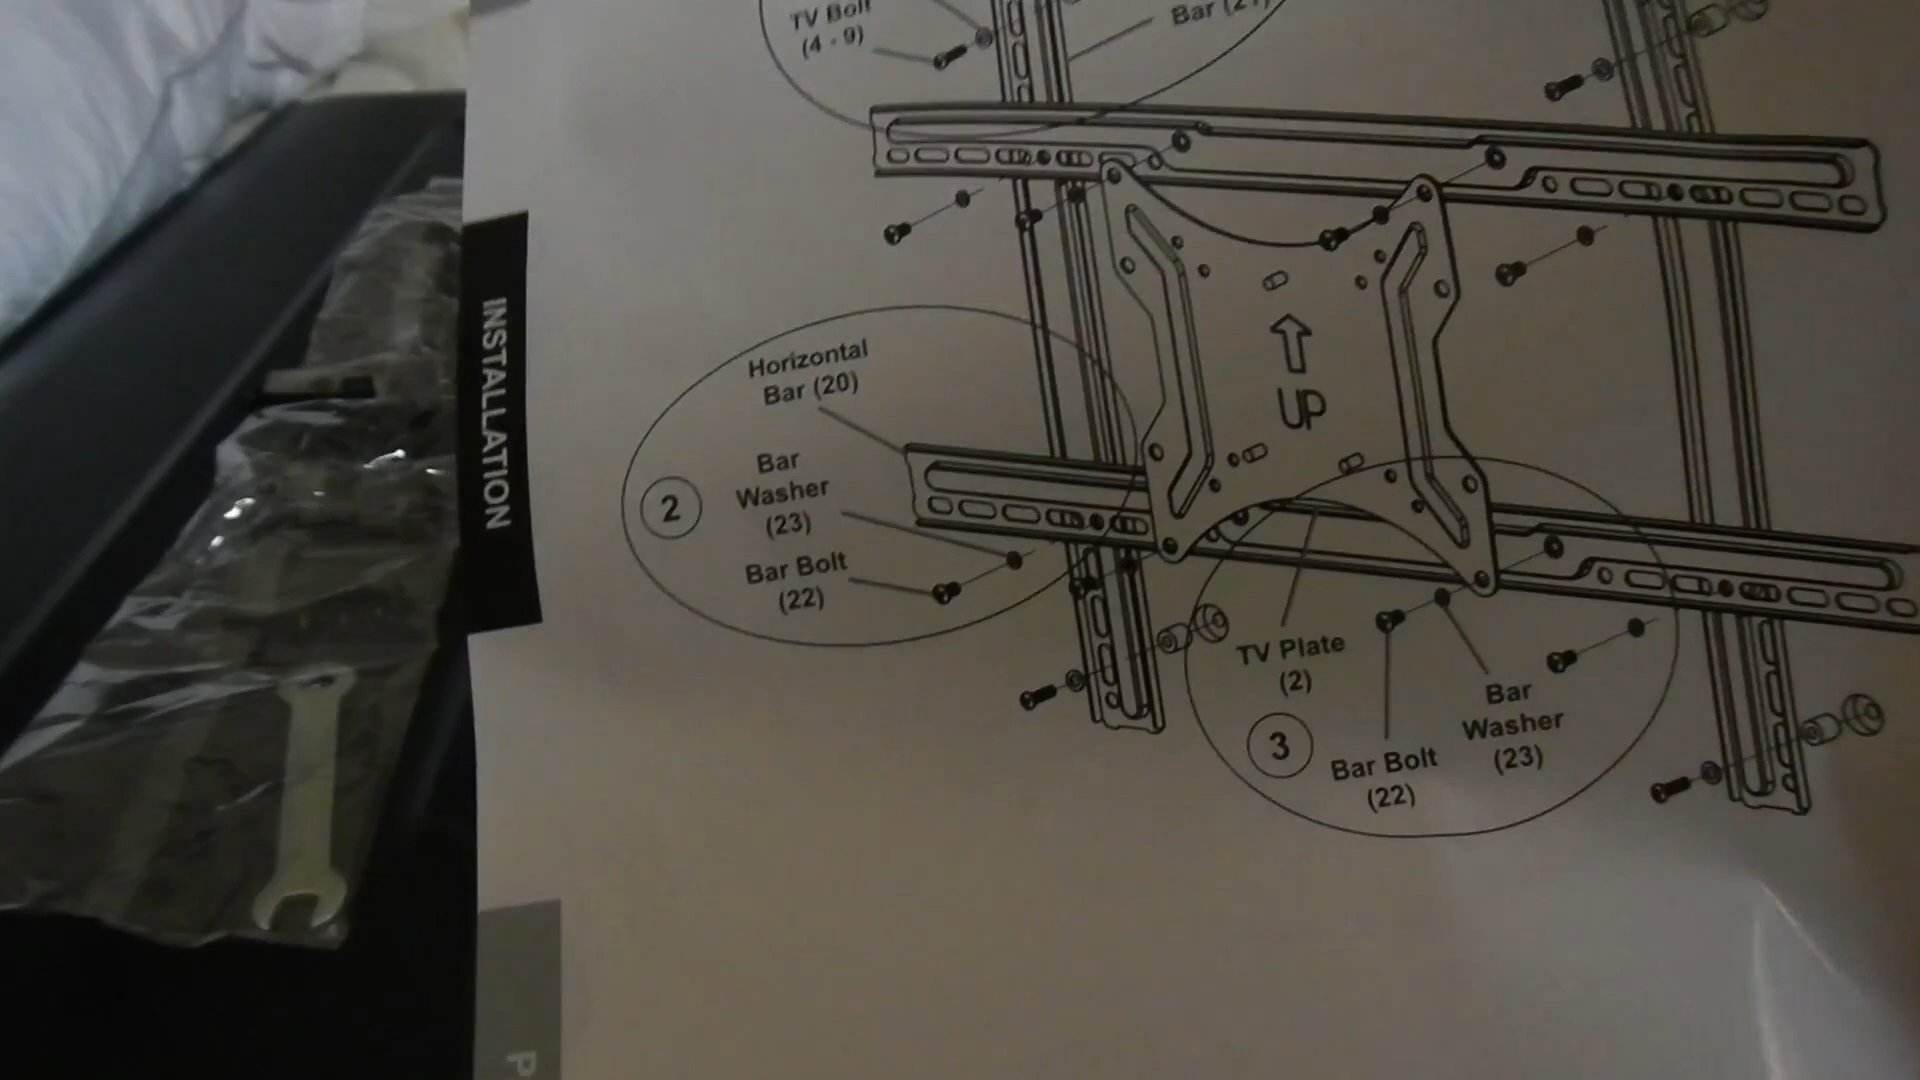 TV Bolt
(4 - 9)
Bar (21)
INSTALLATION
Horizontal
Bar (20)
2
Bar
Washer
(23)
Bar Bolt
(22)
UP
TV Plate
(2)
3
Bar Bolt
(22)
Bar
Washer
(23)
P